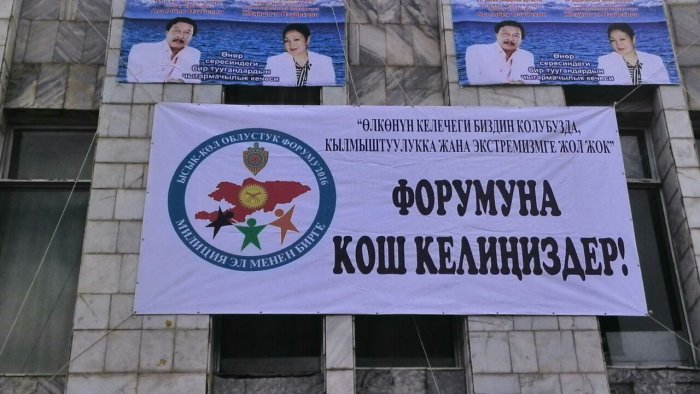 Өнөр
сересиндеги
бир туугандардын
чыгармачылык кечеси
Өнөр
сересиндеги
бир туугандардын
чыгармачылык кечеси
"ӨЛКӨНҮН КЕЛЕЧЕГИ БИЗДИН КОЛУБУЗДА,
КЫЛМЫШТУУЛУККА ЖАНА ЭКСТРЕМИЗМГЕ ЖОЛ ЖОК"
ФОРУМУНА
КОШ КЕЛИҢИЗДЕР!
ЫСЫК-КӨЛ ОБЛУСТУК ФОРУМУ 2016
МИЛИЦИЯ ЭЛ МЕНЕН БИРГЕ